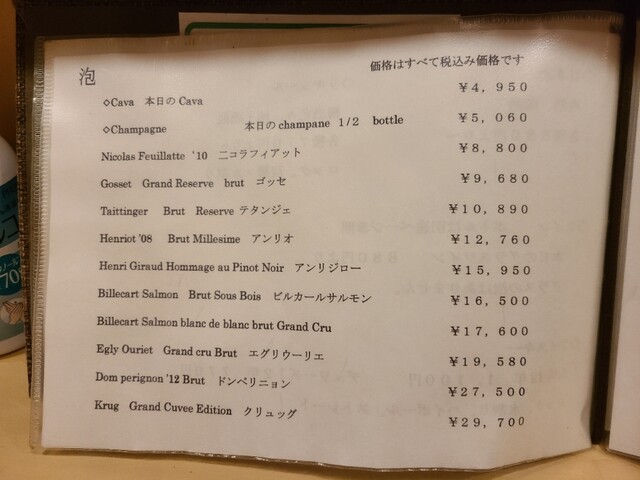 泡
価格はすべて税込み価格です
◇Cava 本日の Cava ￥4,950
◇Champagne 本日の champane 1/2 bottle ￥5,060
Nicolas Feuillatte '10 ニコラフィアット ￥8,800
Gosset Grand Reserve brut ゴッセ ￥9,680
Taittinger Brut Reserve テタンジェ ￥10,890
Henriot '08 Brut Millesime アンリオ ￥12,760
Henri Giraud Hommage au Pinot Noir アンリジロー ￥15,950
Billecart Salmon Brut Sous Bois ビルカールサルモン ￥16,500
Billecart Salmon blanc de blanc brut Grand Cru ￥17,600
Egly Ouriet Grand cru Brut エグリウーリエ ￥19,580
Dom perignon '12 Brut ドンペリニョン ￥27,500
Krug Grand Cuvee Edition クリュッグ ￥29,700